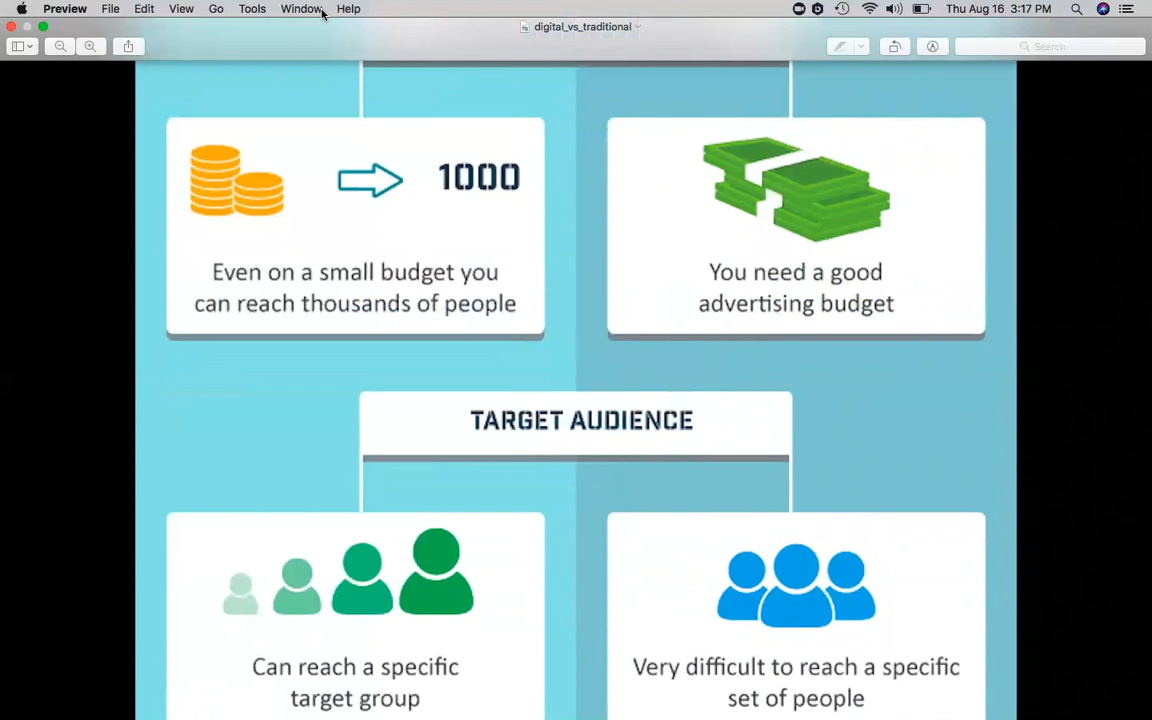 Preview File Edit View Go Tools Window Help Thu Aug 16 3:17 PM
digital_vs_traditional
Search
1000
Even on a small budget you
can reach thousands of people
You need a good
advertising budget
TARGET AUDIENCE
Can reach a specific
target group
Very difficult to reach a specific
set of people